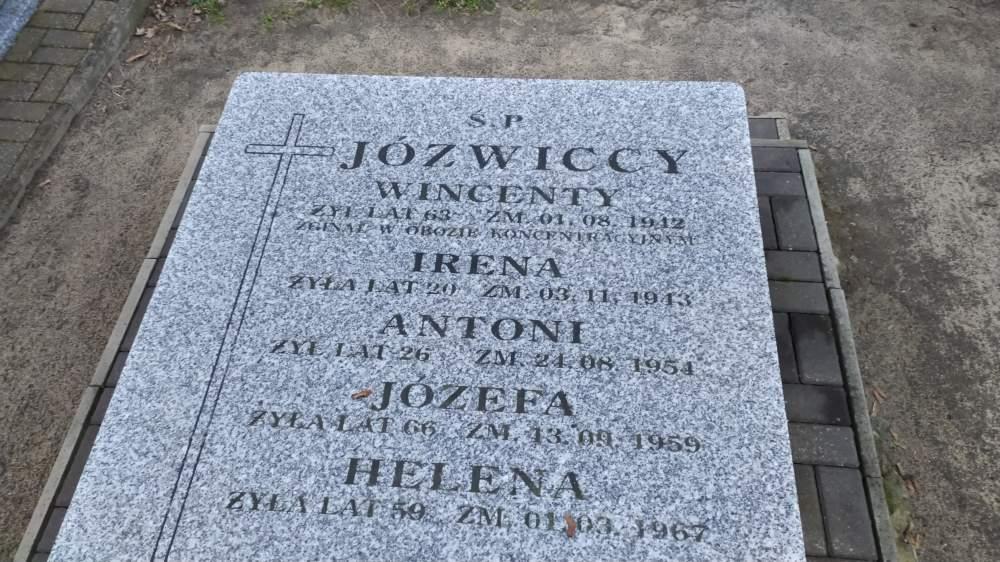 Ś.P
JÓZWICCY
WINCENTY
ŻYŁ LAT 63 ZM. 01. 08. 1942
ZGINĄŁ W OBOZIE KONCENTRACYJNYM
IRENA
ŻYŁA LAT 20 ZM. 03. 11. 1943
ANTONI
ŻYŁ LAT 26 ZM. 24. 08. 1954
JÓZEFA
ŻYŁA LAT 66 ZM. 13. 09. 1959
HELENA
ŻYŁA LAT 59 ZM. 01. 03. 1967